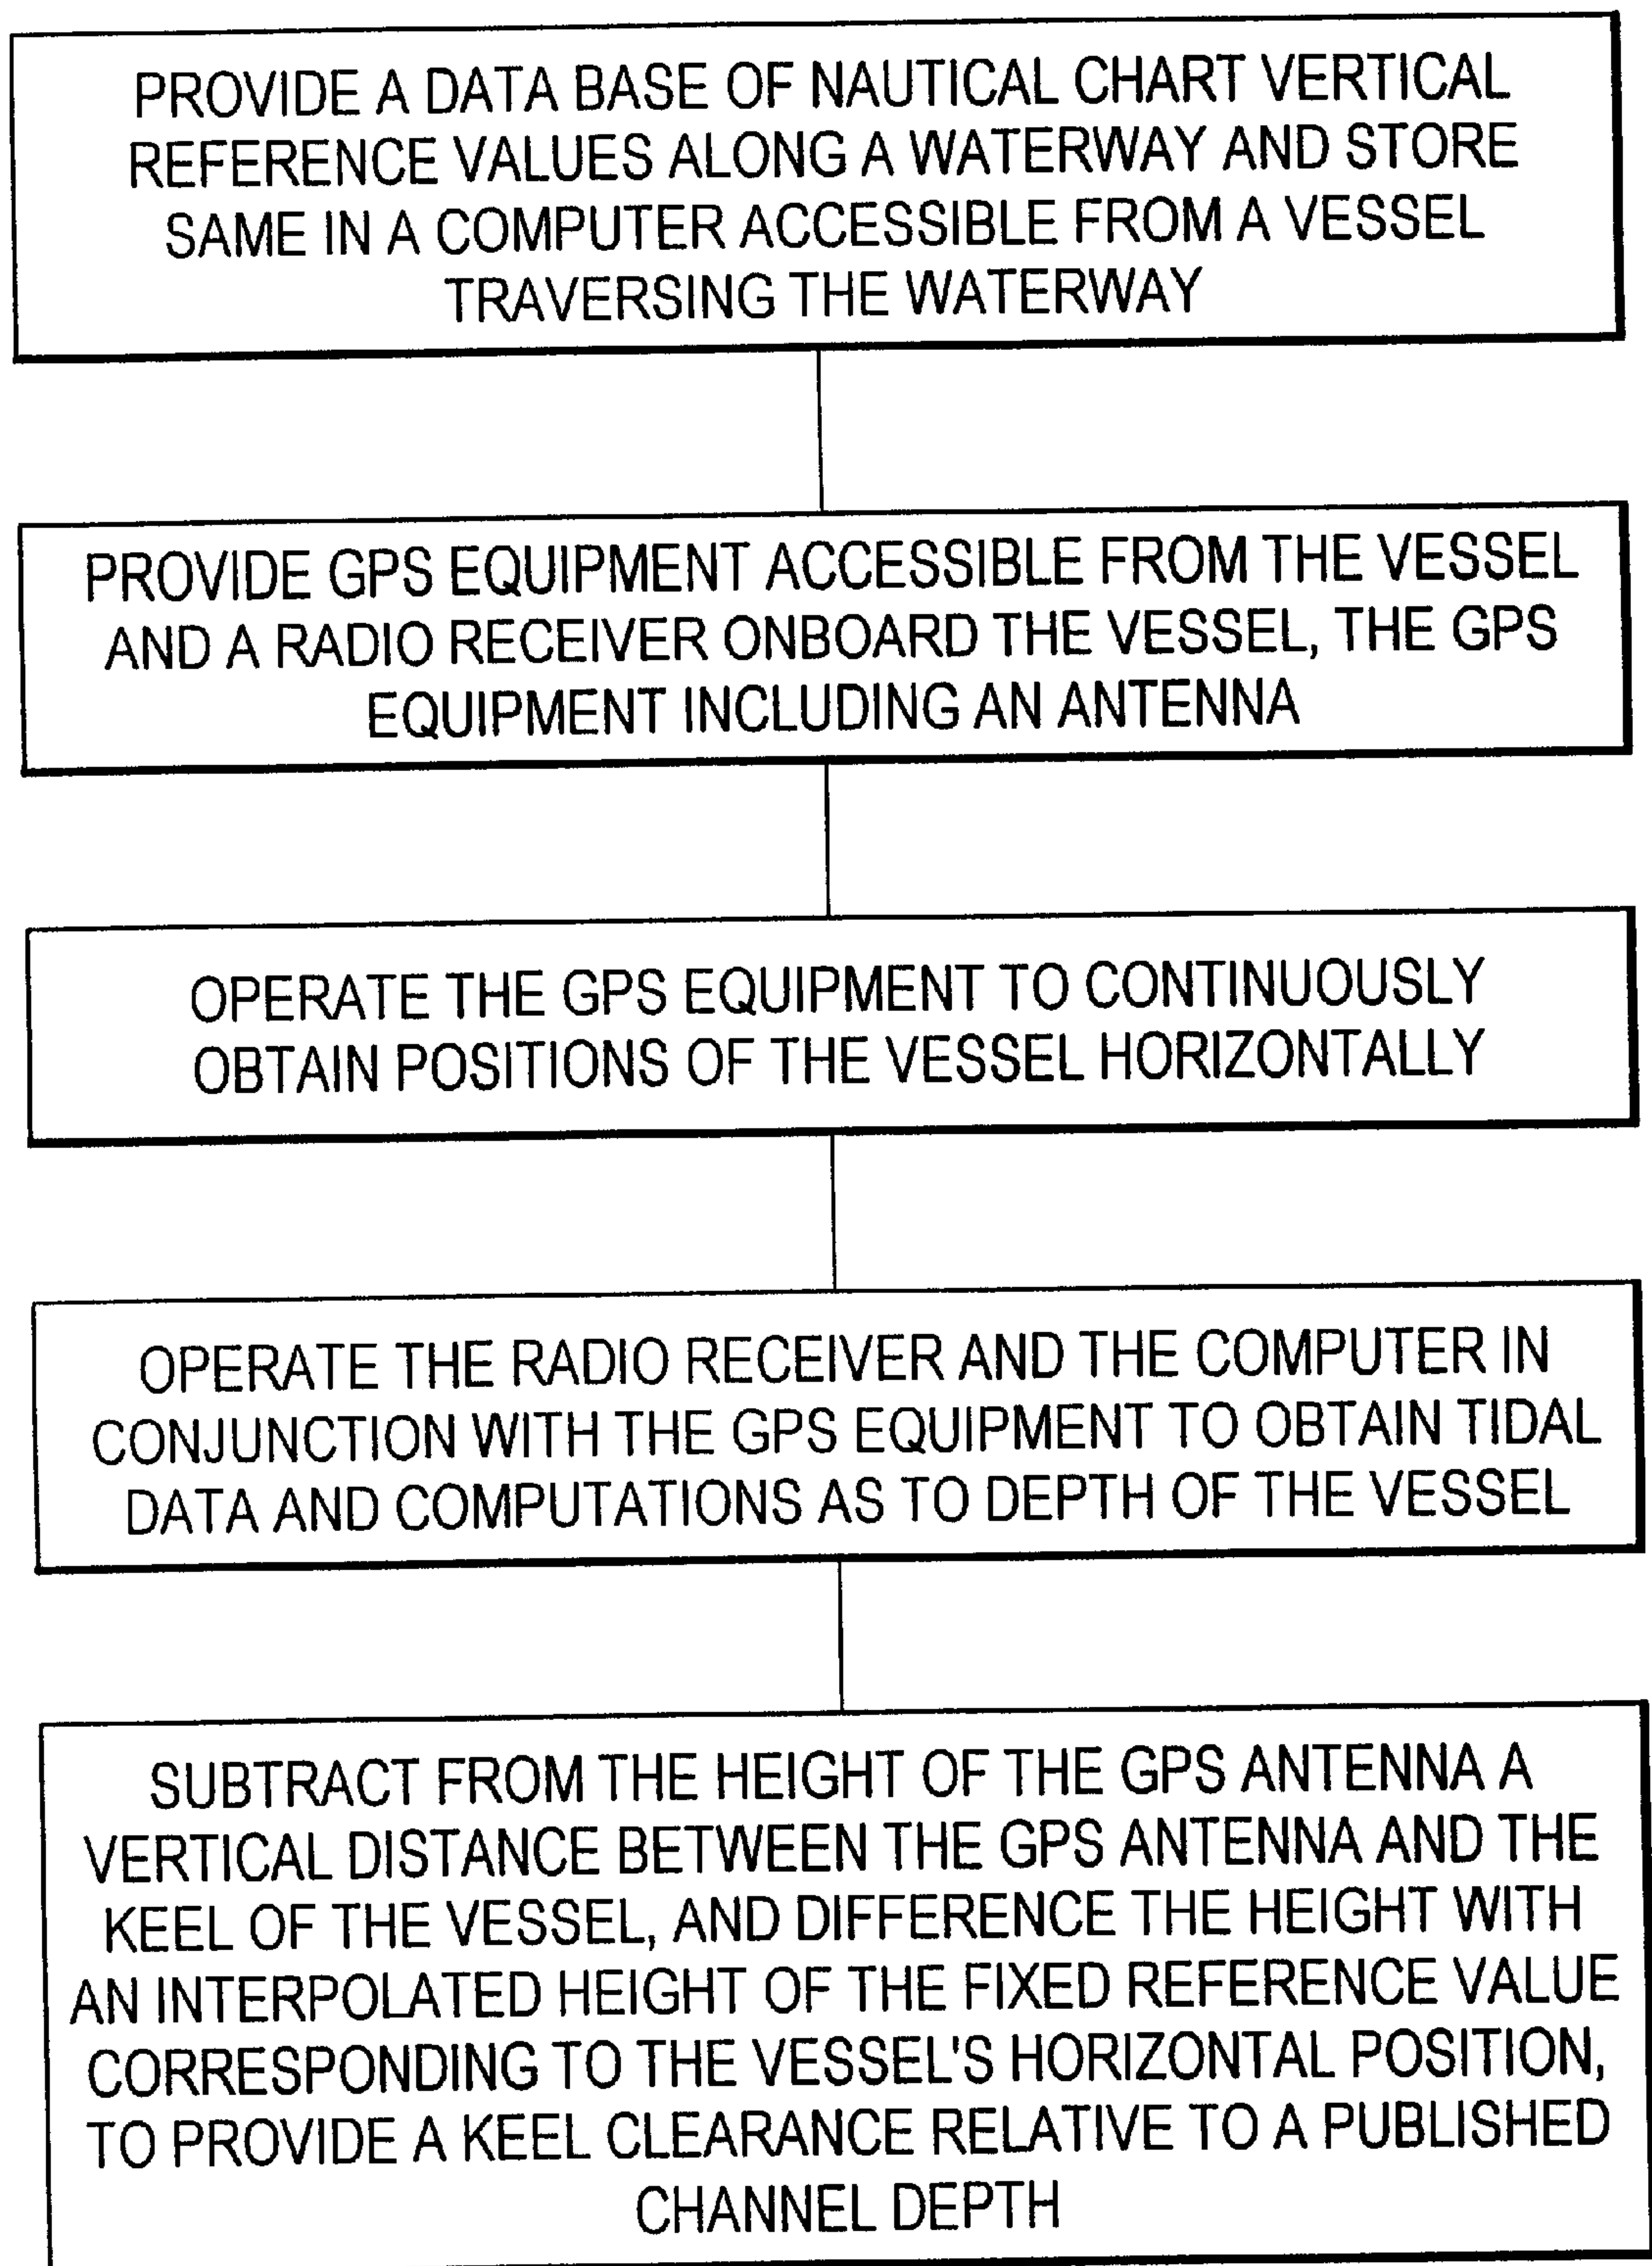 PROVIDE A DATA BASE OF NAUTICAL CHART VERTICAL
REFERENCE VALUES ALONG A WATERWAY AND STORE
SAME IN A COMPUTER ACCESSIBLE FROM A VESSEL
TRAVERSING THE WATERWAY
PROVIDE GPS EQUIPMENT ACCESSIBLE FROM THE VESSEL
AND A RADIO RECEIVER ONBOARD THE VESSEL, THE GPS
EQUIPMENT INCLUDING AN ANTENNA
OPERATE THE GPS EQUIPMENT TO CONTINUOUSLY
OBTAIN POSITIONS OF THE VESSEL HORIZONTALLY
OPERATE THE RADIO RECEIVER AND THE COMPUTER IN
CONJUNCTION WITH THE GPS EQUIPMENT TO OBTAIN TIDAL
DATA AND COMPUTATIONS AS TO DEPTH OF THE VESSEL
SUBTRACT FROM THE HEIGHT OF THE GPS ANTENNA A
VERTICAL DISTANCE BETWEEN THE GPS ANTENNA AND THE
KEEL OF THE VESSEL, AND DIFFERENCE THE HEIGHT WITH
AN INTERPOLATED HEIGHT OF THE FIXED REFERENCE VALUE
CORRESPONDING TO THE VESSEL'S HORIZONTAL POSITION,
TO PROVIDE A KEEL CLEARANCE RELATIVE TO A PUBLISHED
CHANNEL DEPTH